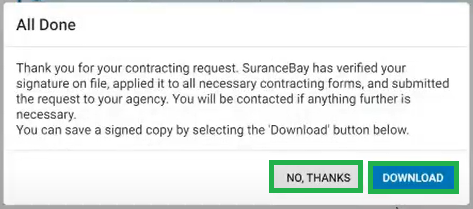 All Done
Thank you for your contracting request. SuranceBay has verified your
signature on file, applied it to all necessary contracting forms, and submitted
the request to your agency. You will be contacted if anything further is
necessary.
You can save a signed copy by selecting the 'Download' button below.
NO, THANKS
DOWNLOAD